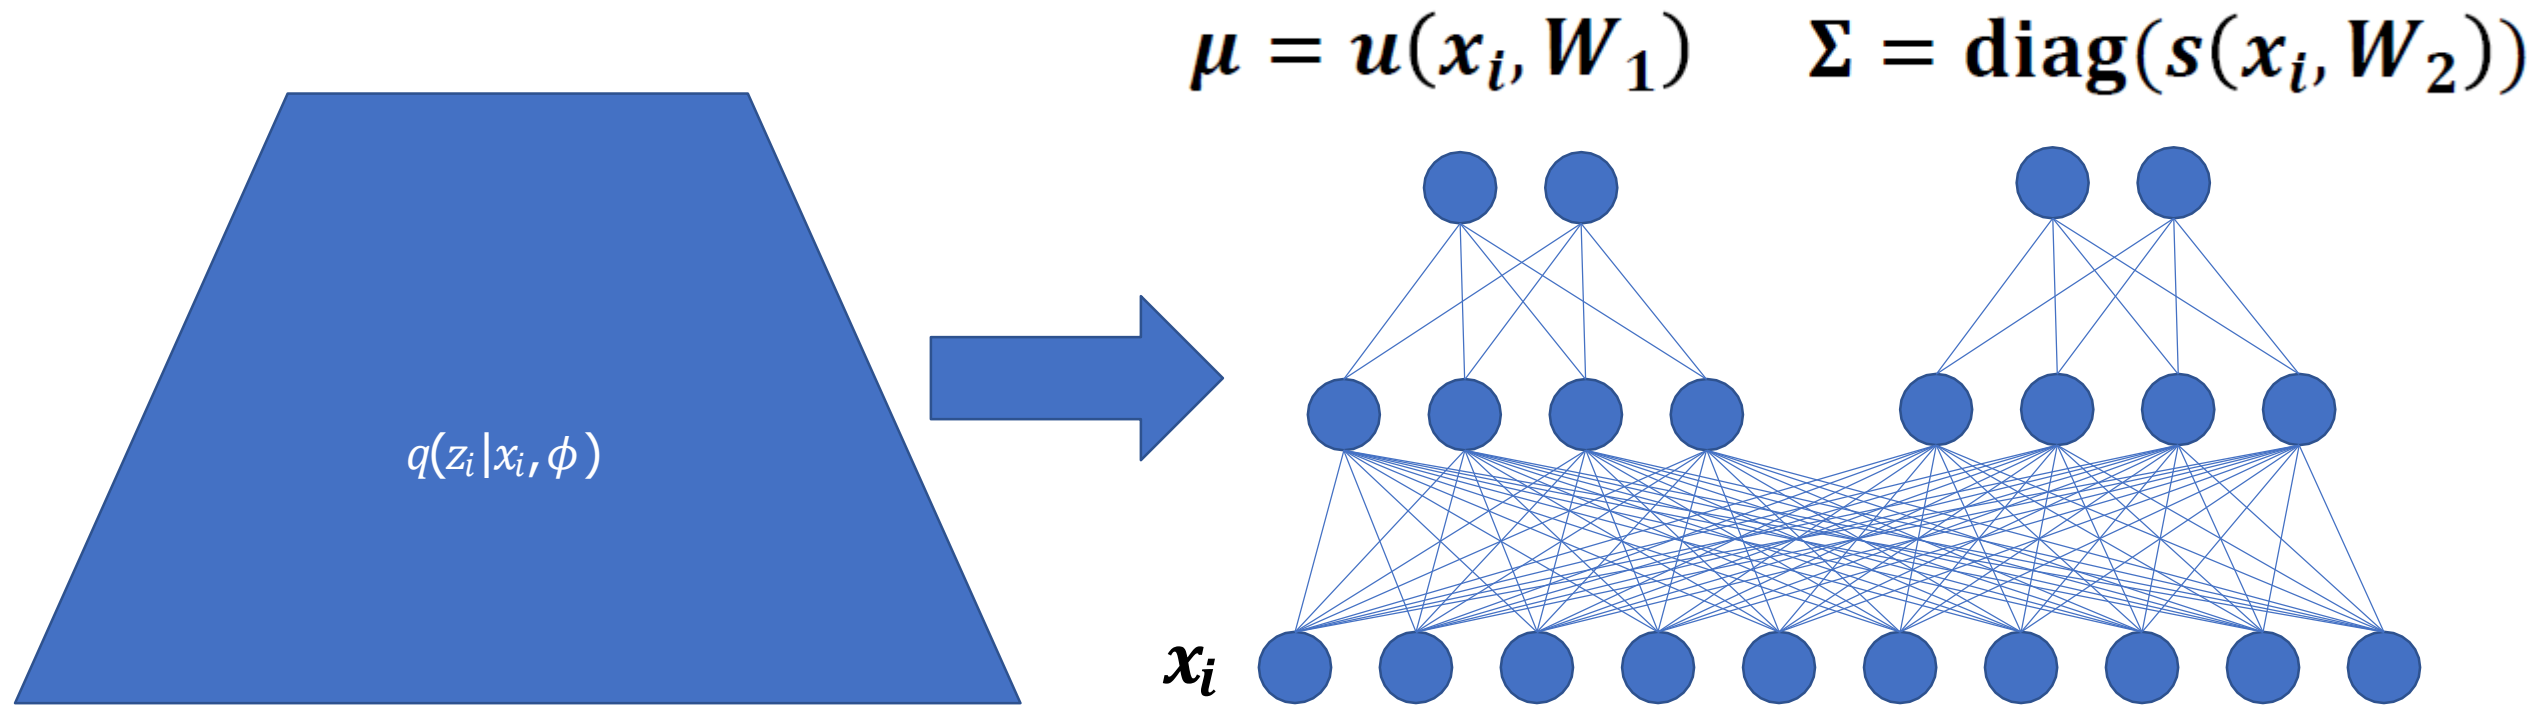 μ = u(xᵢ, W₁)
Σ = diag(s(xᵢ, W₂))
q(zᵢ|xᵢ, ϕ)
xᵢ